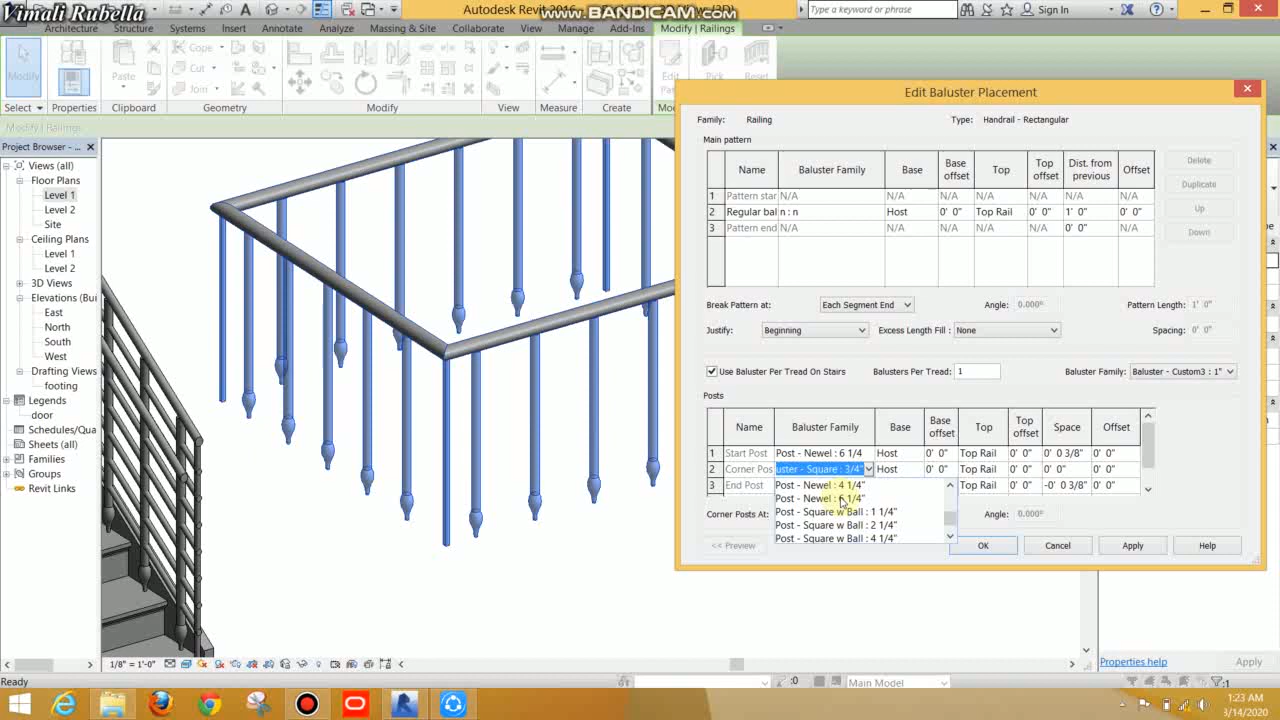 Vimali Rubella
Autodesk Revit 2016
www.BANDICAM.com
Type a keyword or phrase
Sign In
Architecture Structure Systems Insert Annotate Analyze Massing & Site Collaborate View Manage Add-Ins Modify | Railings
Modify Paste Cope Cut Join Edit Pick Reset
Select Properties Clipboard Geometry Modify View Measure Create
Modify | Railings
Project Browser - ...
Views (all)
Floor Plans
Level 1
Level 2
Site
Ceiling Plans
Level 1
Level 2
3D Views
Elevations (Bui
East
North
South
West
Drafting Views
footing
Legends
door
Schedules/Qua
Sheets (all)
Families
Groups
Revit Links
Edit Baluster Placement
Family: Railing Type: Handrail - Rectangular
Main pattern
Name Baluster Family Base Base offset Top Top offset Dist. from previous Offset
1 Pattern star N/A N/A N/A N/A N/A N/A N/A
2 Regular bal n : n Host 0' 0" Top Rail 0' 0" 1' 0" 0' 0"
3 Pattern end N/A N/A N/A N/A N/A 0' 0" N/A
Delete
Duplicate
Up
Down
Break Pattern at: Each Segment End Angle: 0.000° Pattern Length: 1' 0"
Justify: Beginning Excess Length Fill : None Spacing: 0' 0"
Use Baluster Per Tread On Stairs Balusters Per Tread: 1 Baluster Family: Baluster - Custom3 : 1"
Posts
Name Baluster Family Base Base offset Top Top offset Space Offset
1 Start Post Post - Newel : 6 1/4 Host 0' 0" Top Rail 0' 0" 0' 0 3/8" 0' 0"
2 Corner Pos uster - Square : 3/4" Host 0' 0" Top Rail 0' 0" 0' 0" 0' 0"
3 End Post Top Rail 0' 0" -0' 0 3/8" 0' 0"
Post - Newel : 4 1/4"
Post - Newel : 6 1/4"
Post - Square w Ball : 1 1/4"
Post - Square w Ball : 2 1/4"
Post - Square w Ball : 4 1/4"
Corner Posts At: Angle: 0.000°
<< Preview OK Cancel Apply Help
1/8" = 1'-0"
Properties help Apply
Ready :0 Main Model :1
1:23 AM
3/14/2020